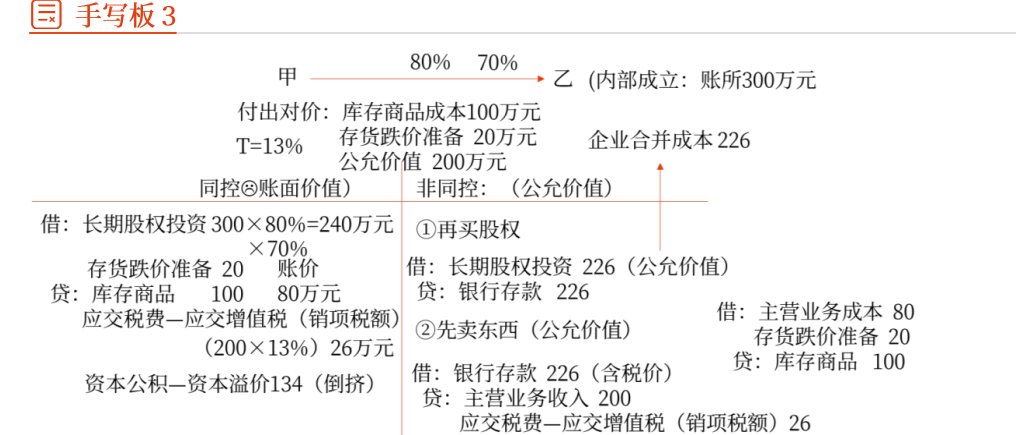 手写板 3
80% 70%
甲 乙 (内部成立：账所300万元
付出对价：库存商品成本100万元
T=13% 存货跌价准备 20万元
公允价值 200万元
企业合并成本 226
同控☹账面价值） 非同控：（公允价值）
借：长期股权投资 300×80%=240万元
×70%
存货跌价准备 20 账价
贷：库存商品 100 80万元
应交税费—应交增值税（销项税额）
（200×13%）26万元
资本公积—资本溢价134（倒挤）
①再买股权
借：长期股权投资 226（公允价值）
贷：银行存款 226
②先卖东西（公允价值）
借：银行存款 226（含税价）
贷：主营业务收入 200
应交税费—应交增值税（销项税额）26
借：主营业务成本 80
存货跌价准备 20
贷：库存商品 100